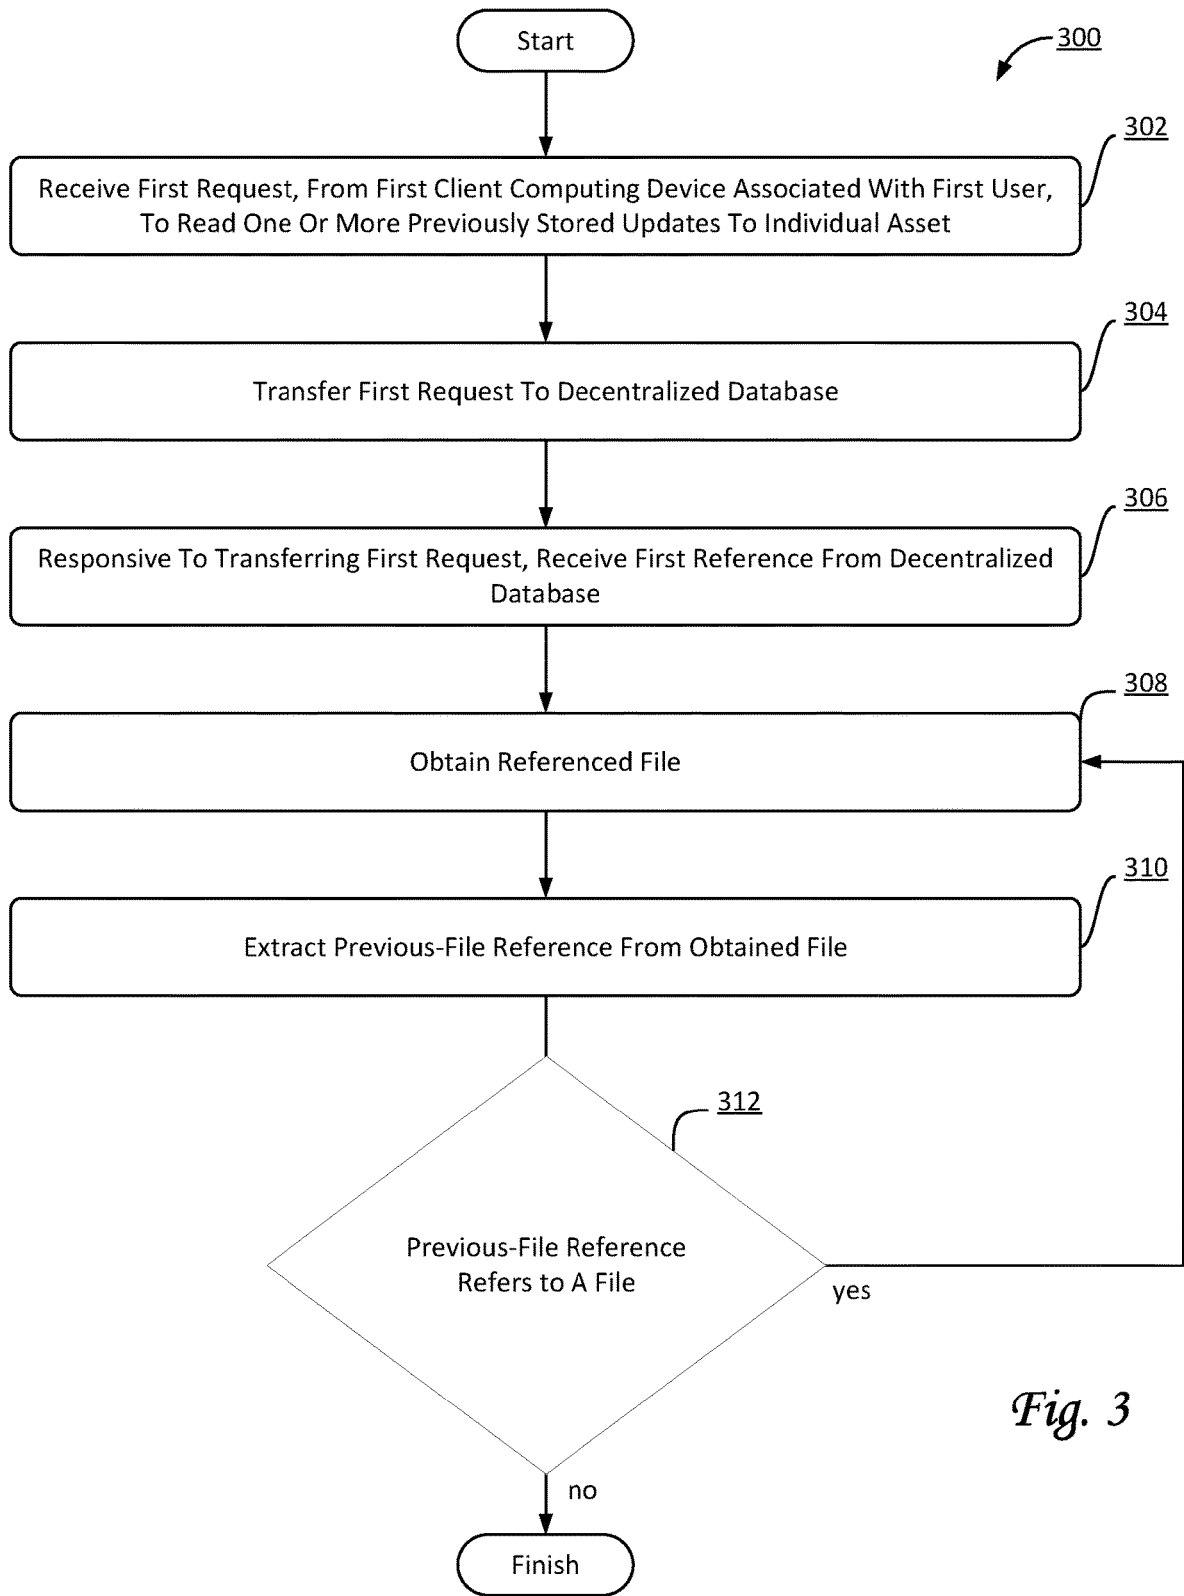 Start
300
302
Receive First Request, From First Client Computing Device Associated With First User,
To Read One Or More Previously Stored Updates To Individual Asset
304
Transfer First Request To Decentralized Database
306
Responsive To Transferring First Request, Receive First Reference From Decentralized
Database
308
Obtain Referenced File
310
Extract Previous-File Reference From Obtained File
312
Previous-File Reference
Refers to A File
yes
Fig. 3
no
Finish